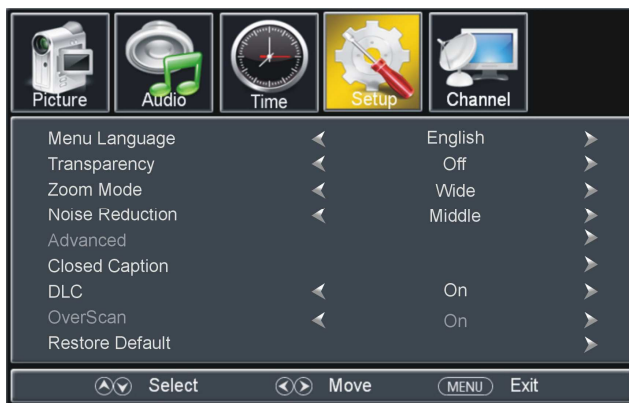 Picture Audio Time Setup Channel
Menu Language English
Transparency Off
Zoom Mode Wide
Noise Reduction Middle
Advanced
Closed Caption
DLC On
OverScan On
Restore Default
Select Move MENU Exit